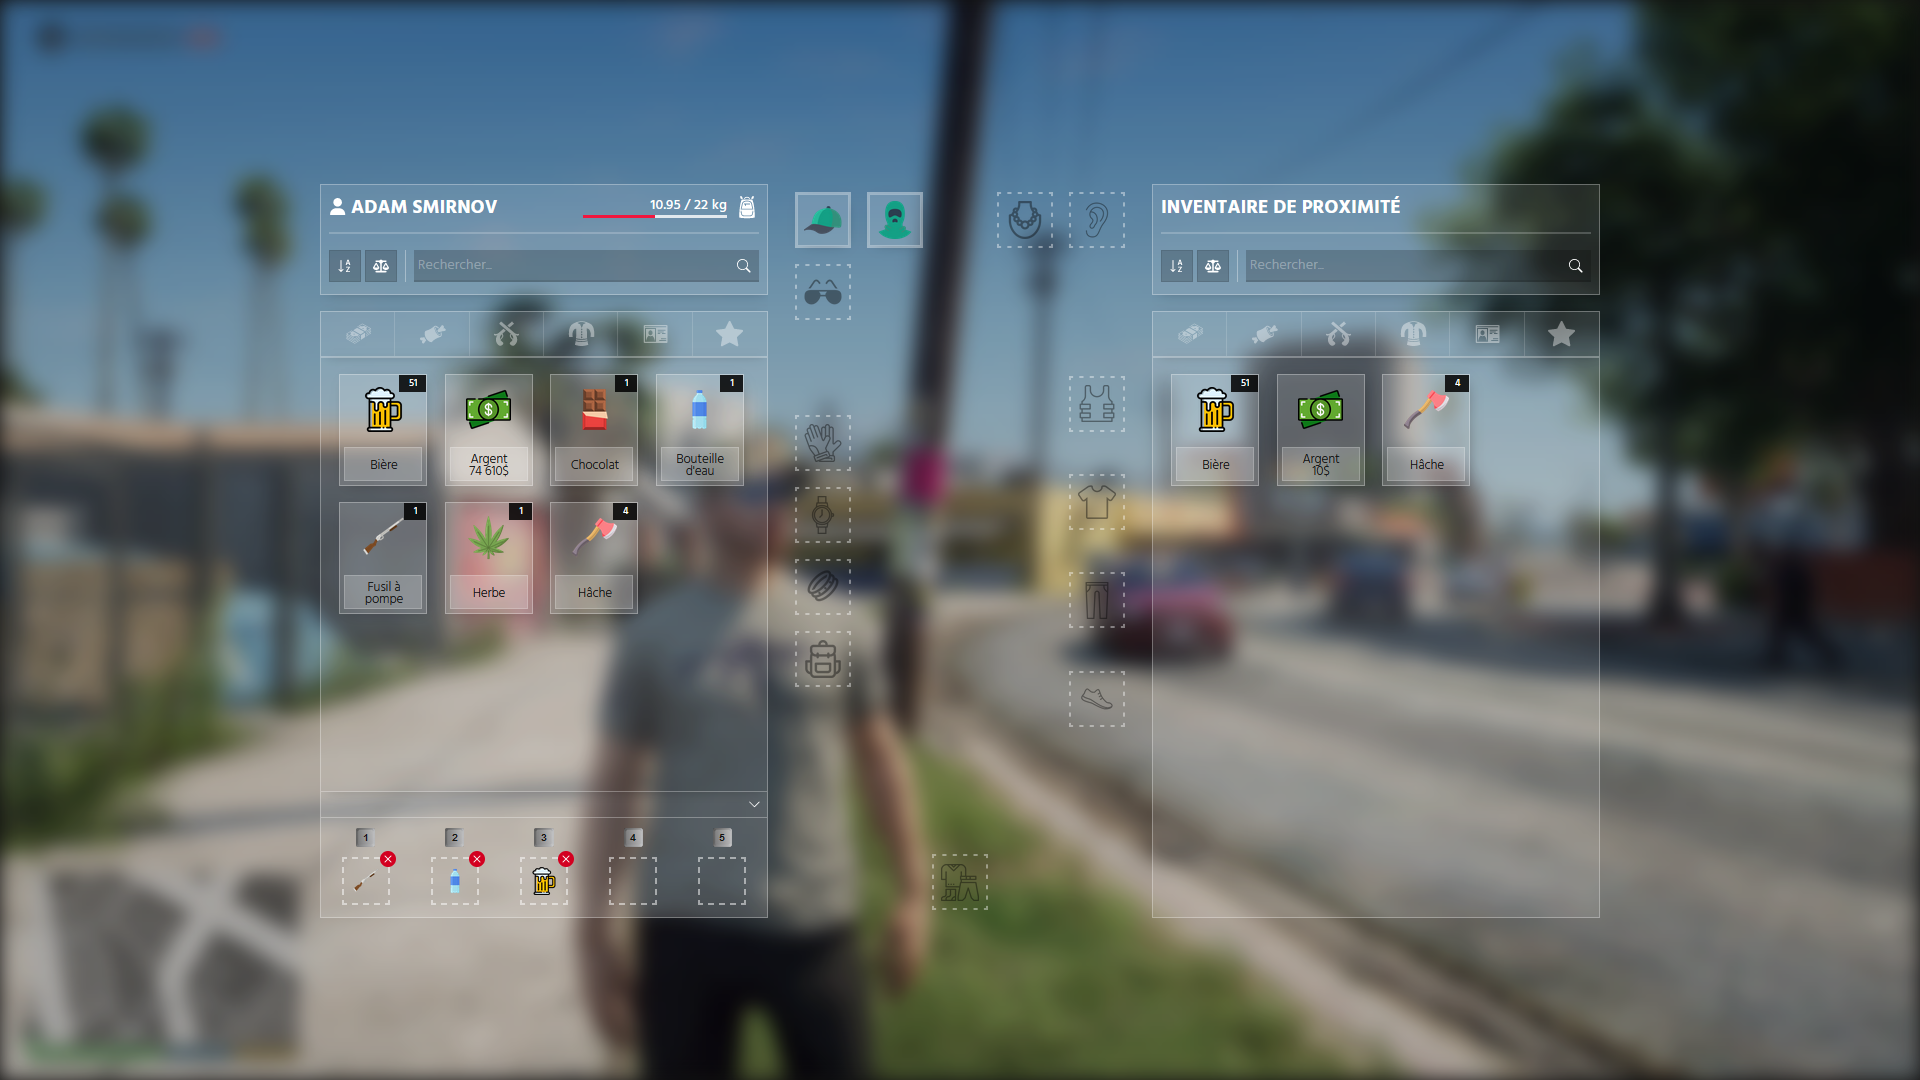 ADAM SMIRNOV
10.95 / 22 kg
Rechercher...
51
Bière
Argent
74 610$
1
Chocolat
1
Bouteille
d'eau
1
Fusil à
pompe
1
Herbe
4
Hâche
1
2
3
4
5
INVENTAIRE DE PROXIMITÉ
Rechercher...
51
Bière
Argent
10$
4
Hâche